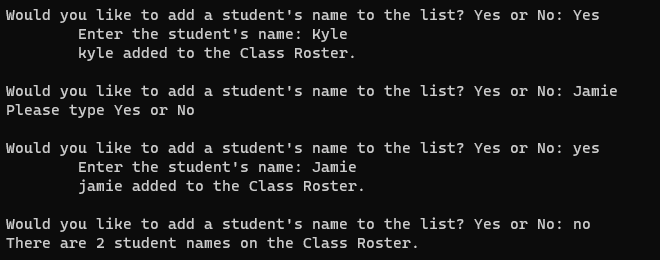 Would you like to add a student's name to the list? Yes or No: Yes
        Enter the student's name: Kyle
        kyle added to the Class Roster.

Would you like to add a student's name to the list? Yes or No: Jamie
Please type Yes or No

Would you like to add a student's name to the list? Yes or No: yes
        Enter the student's name: Jamie
        jamie added to the Class Roster.

Would you like to add a student's name to the list? Yes or No: no
There are 2 student names on the Class Roster.